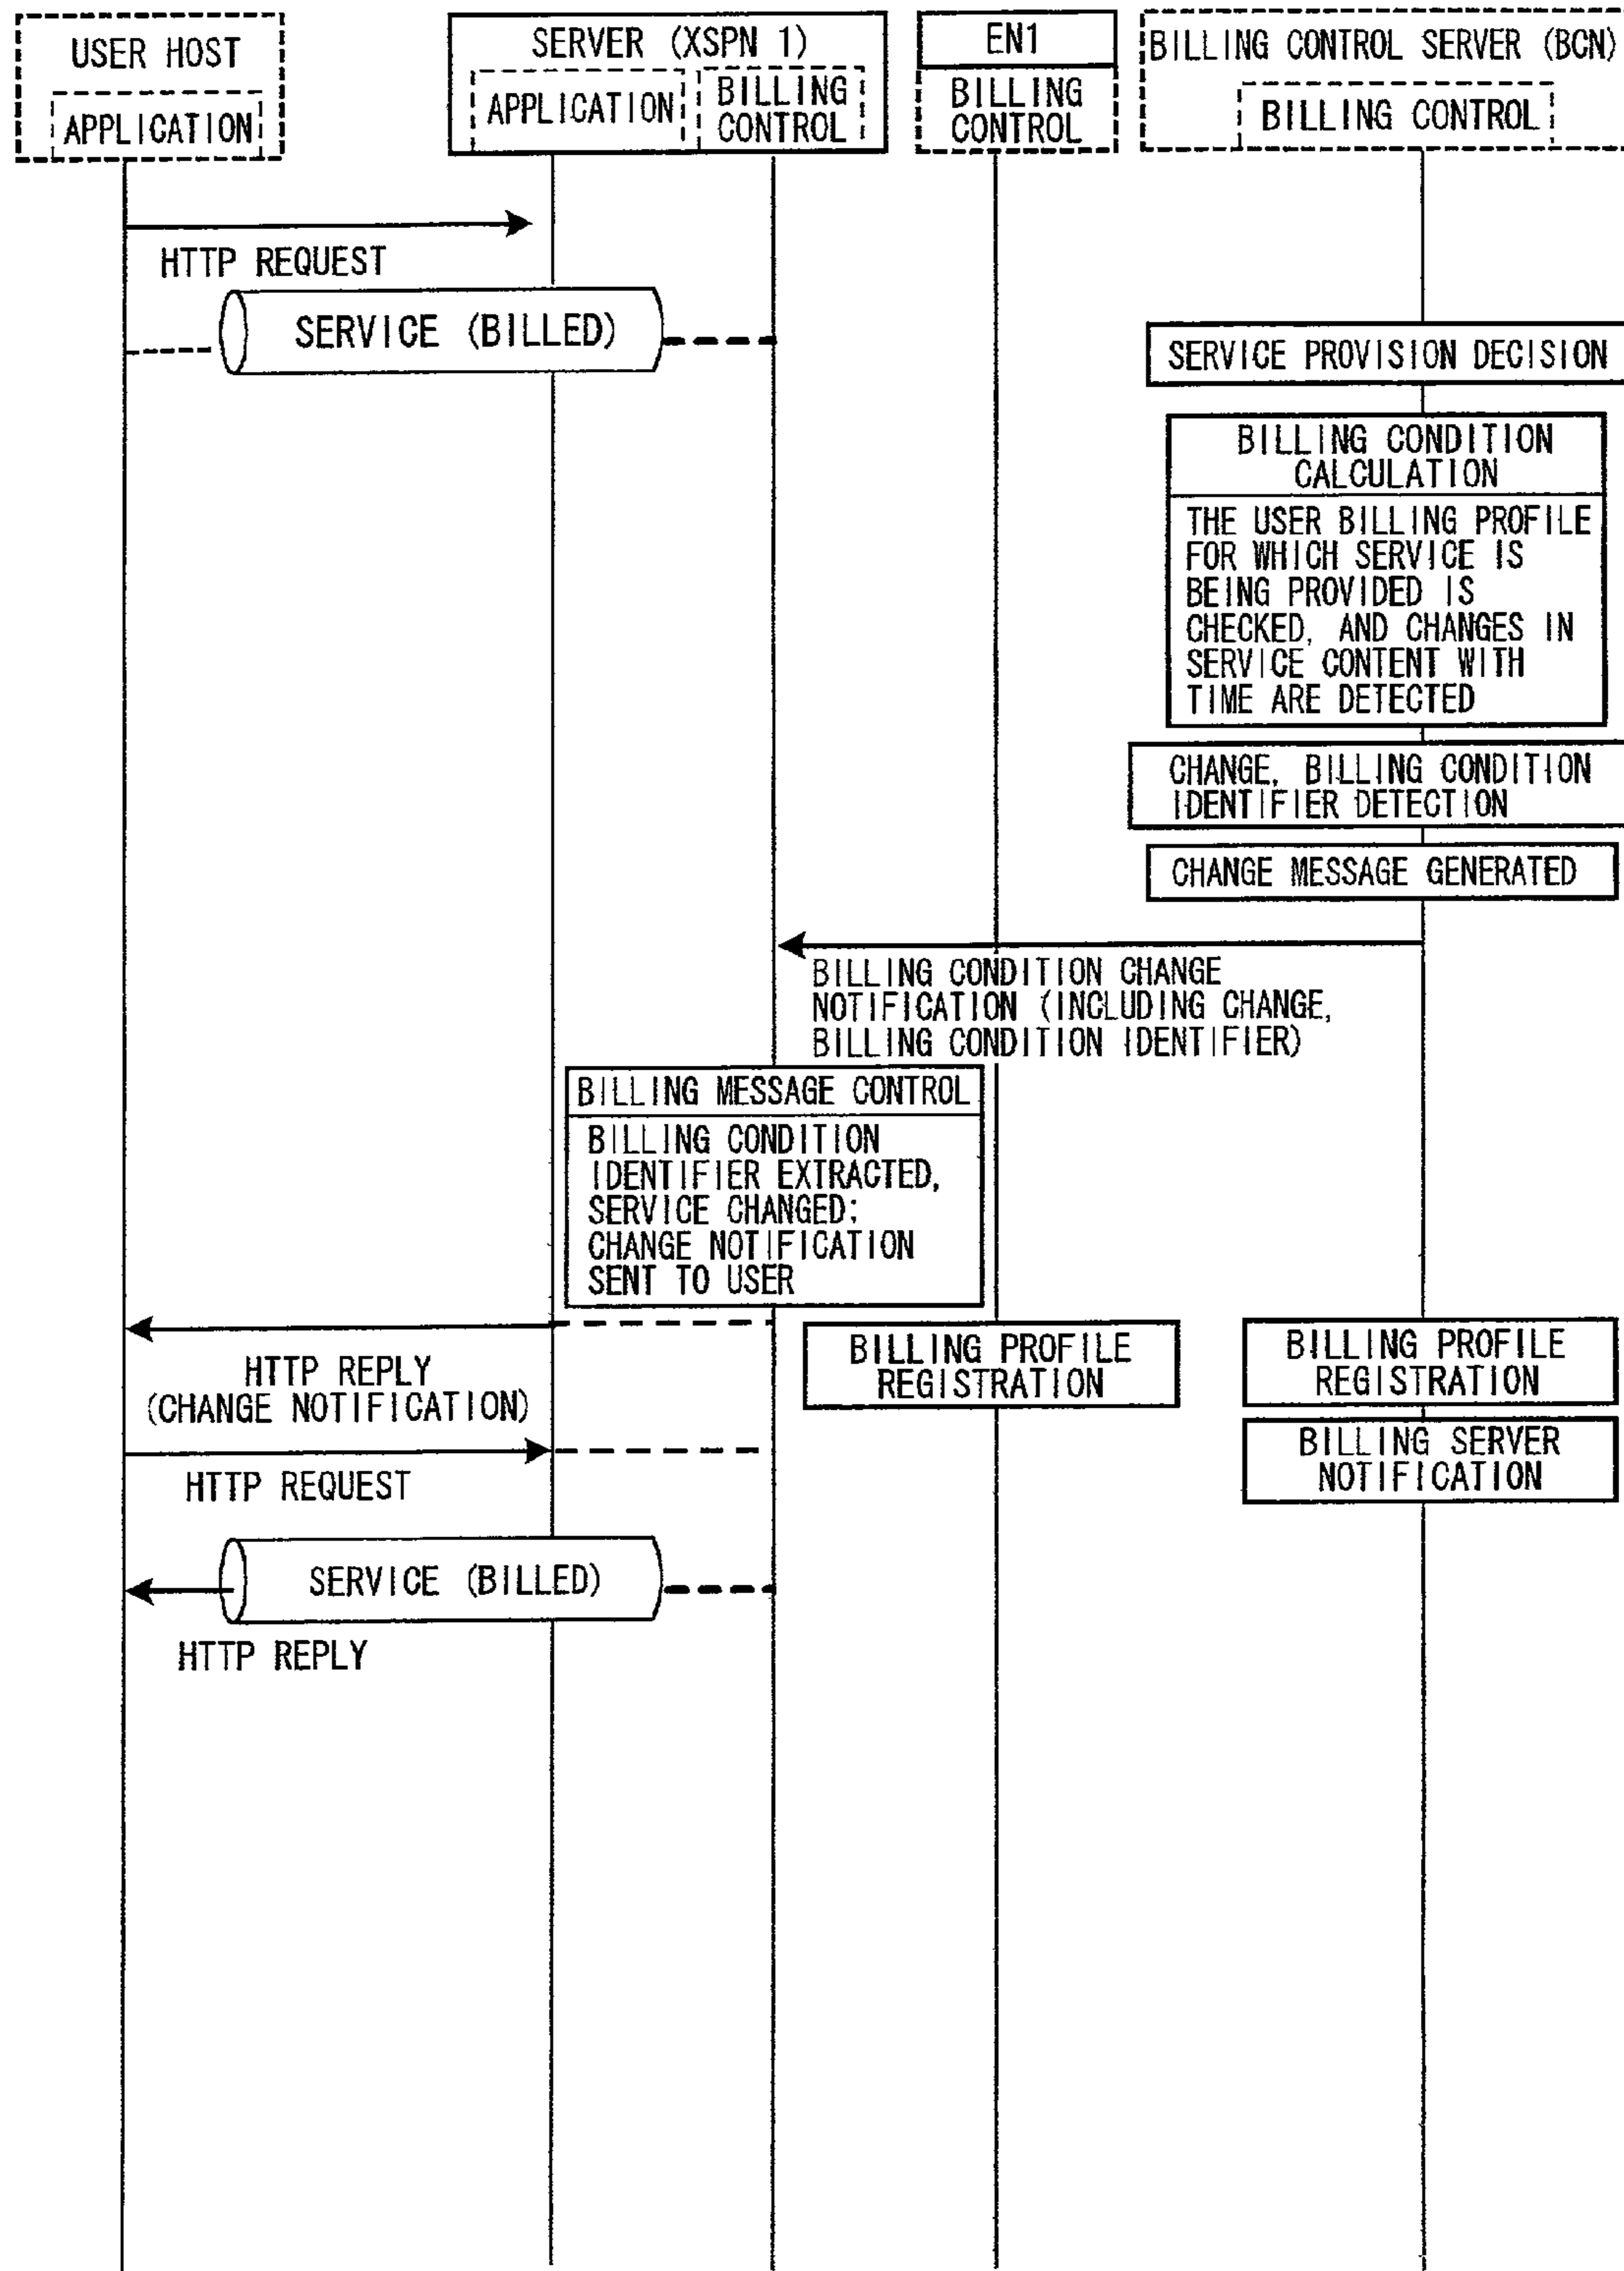 USER HOST
APPLICATION
SERVER (XSPN 1)
APPLICATION
BILLING
CONTROL
EN1
BILLING
CONTROL
BILLING CONTROL SERVER (BCN)
BILLING CONTROL
HTTP REQUEST
SERVICE (BILLED)
SERVICE PROVISION DECISION
BILLING CONDITION
CALCULATION
THE USER BILLING PROFILE
FOR WHICH SERVICE IS
BEING PROVIDED IS
CHECKED, AND CHANGES IN
SERVICE CONTENT WITH
TIME ARE DETECTED
CHANGE, BILLING CONDITION
IDENTIFIER DETECTION
CHANGE MESSAGE GENERATED
BILLING CONDITION CHANGE
NOTIFICATION (INCLUDING CHANGE,
BILLING CONDITION IDENTIFIER)
BILLING MESSAGE CONTROL
BILLING CONDITION
IDENTIFIER EXTRACTED,
SERVICE CHANGED;
CHANGE NOTIFICATION
SENT TO USER
HTTP REPLY
(CHANGE NOTIFICATION)
BILLING PROFILE
REGISTRATION
BILLING PROFILE
REGISTRATION
BILLING SERVER
NOTIFICATION
HTTP REQUEST
SERVICE (BILLED)
HTTP REPLY